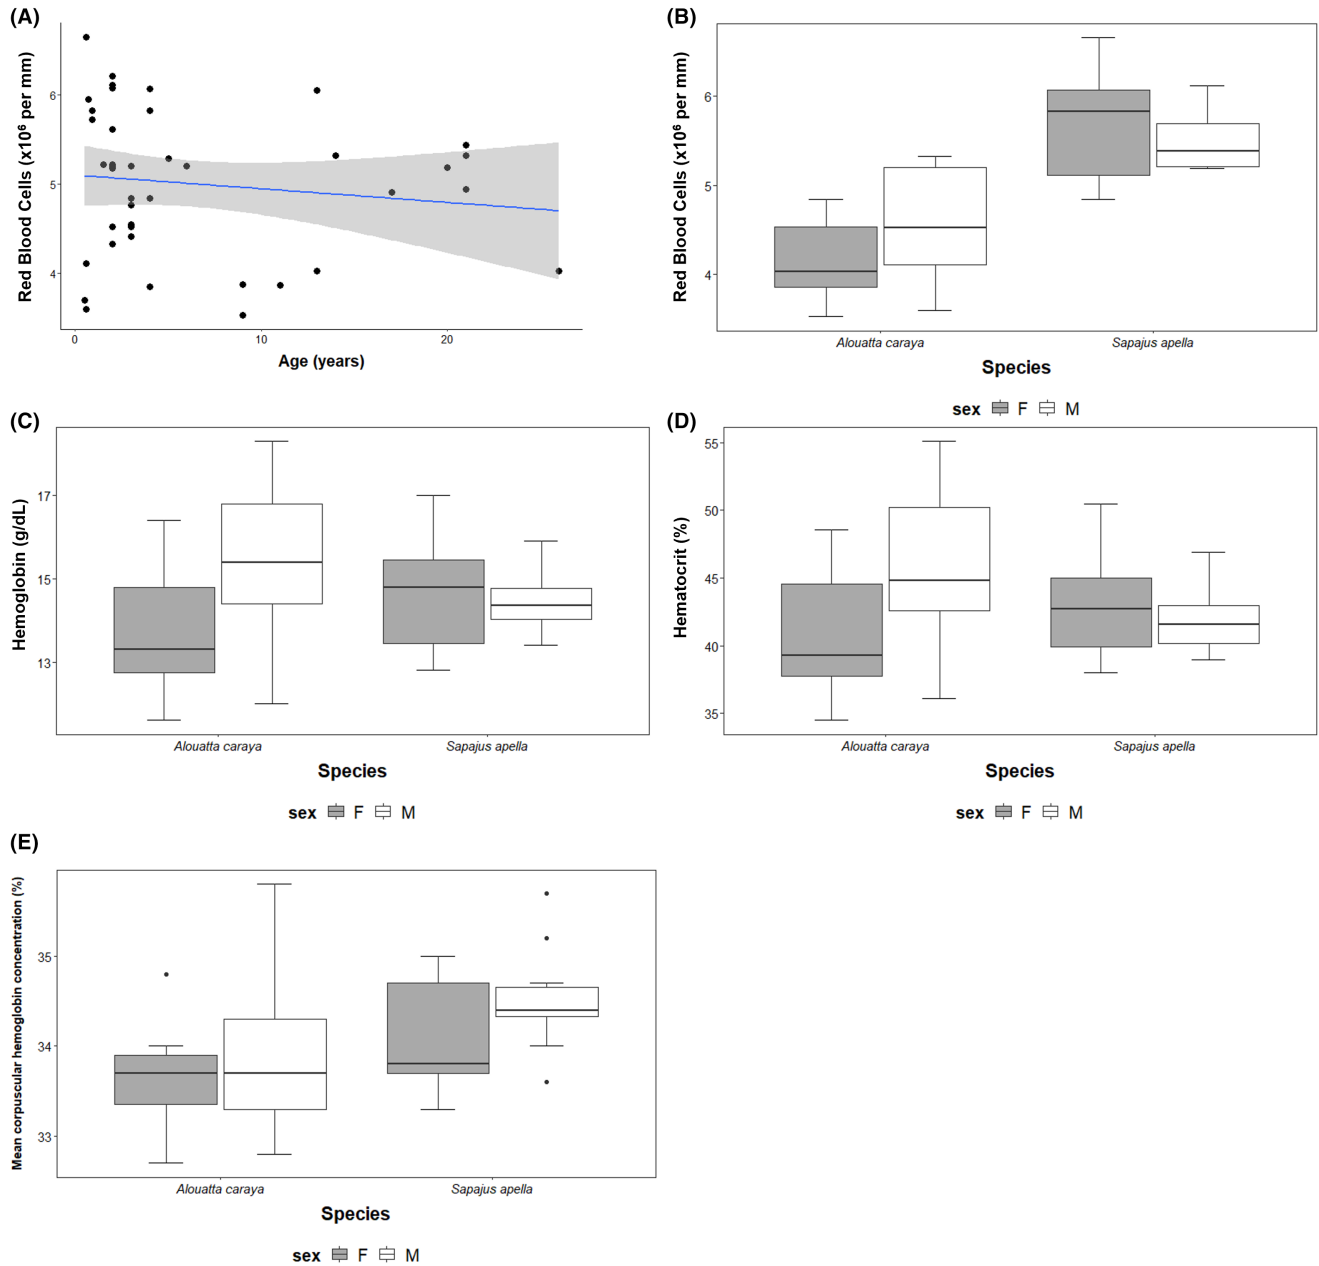 (A)
Red Blood Cells (x10⁶ per mm)
6
5
4
0 10 20
Age (years)
(B)
Red Blood Cells (x10⁶ per mm)
6
5
4
Alouatta caraya Sapajus apella
Species
sex F M
(C)
Hemoglobin (g/dL)
17
15
13
Alouatta caraya Sapajus apella
Species
sex F M
(D)
Hematocrit (%)
55
50
45
40
35
Alouatta caraya Sapajus apella
Species
sex F M
(E)
Mean corpuscular hemoglobin concentration (%)
35
34
33
Alouatta caraya Sapajus apella
Species
sex F M